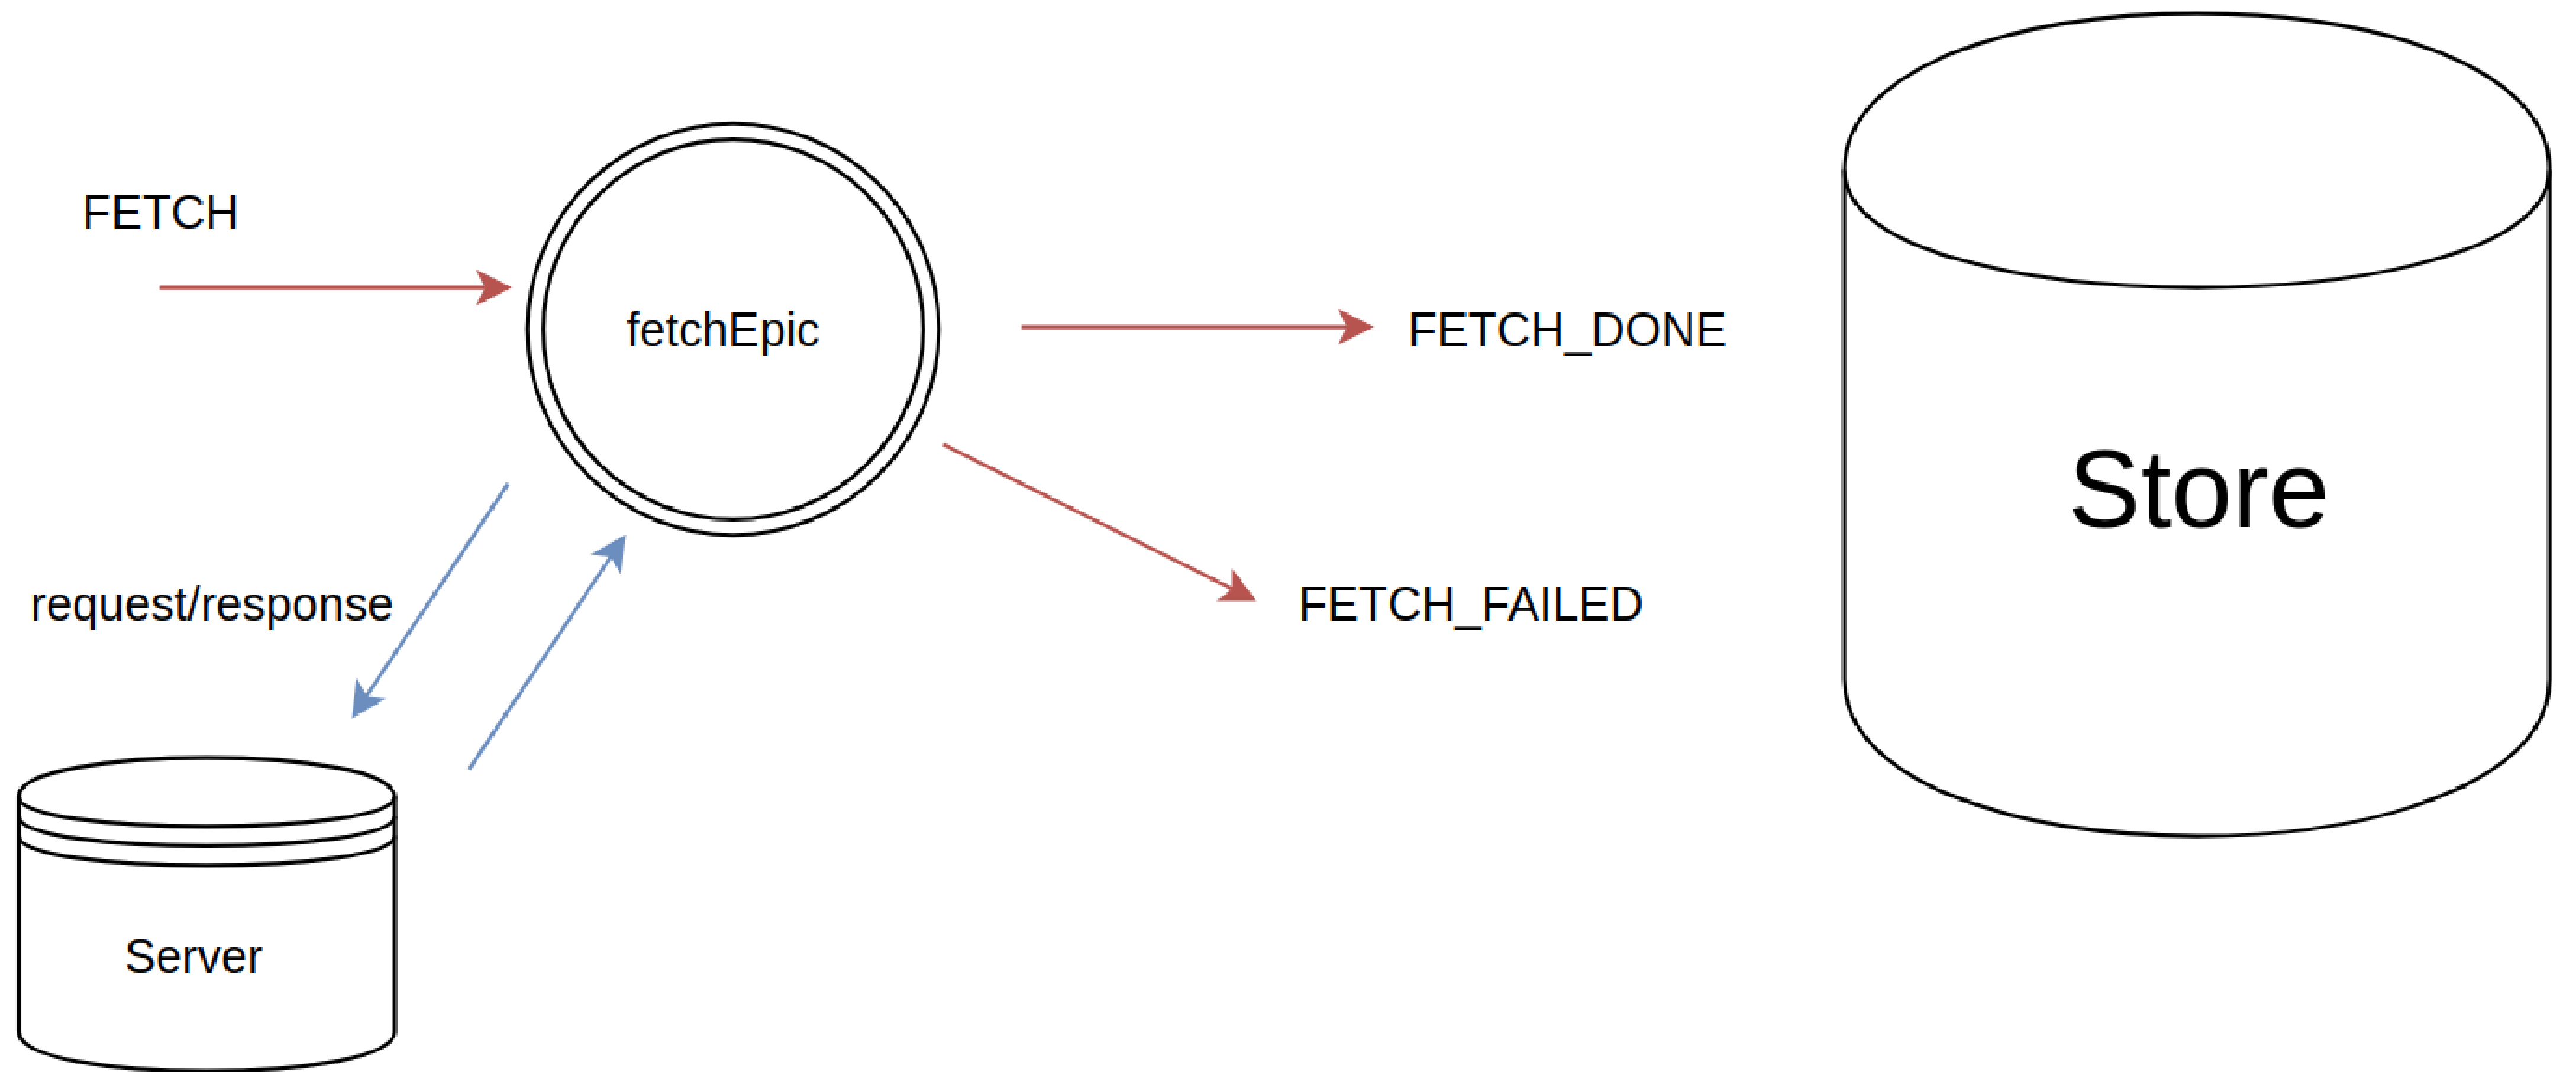 FETCH
fetchEpic
FETCH_DONE
Store
request/response
FETCH_FAILED
Server